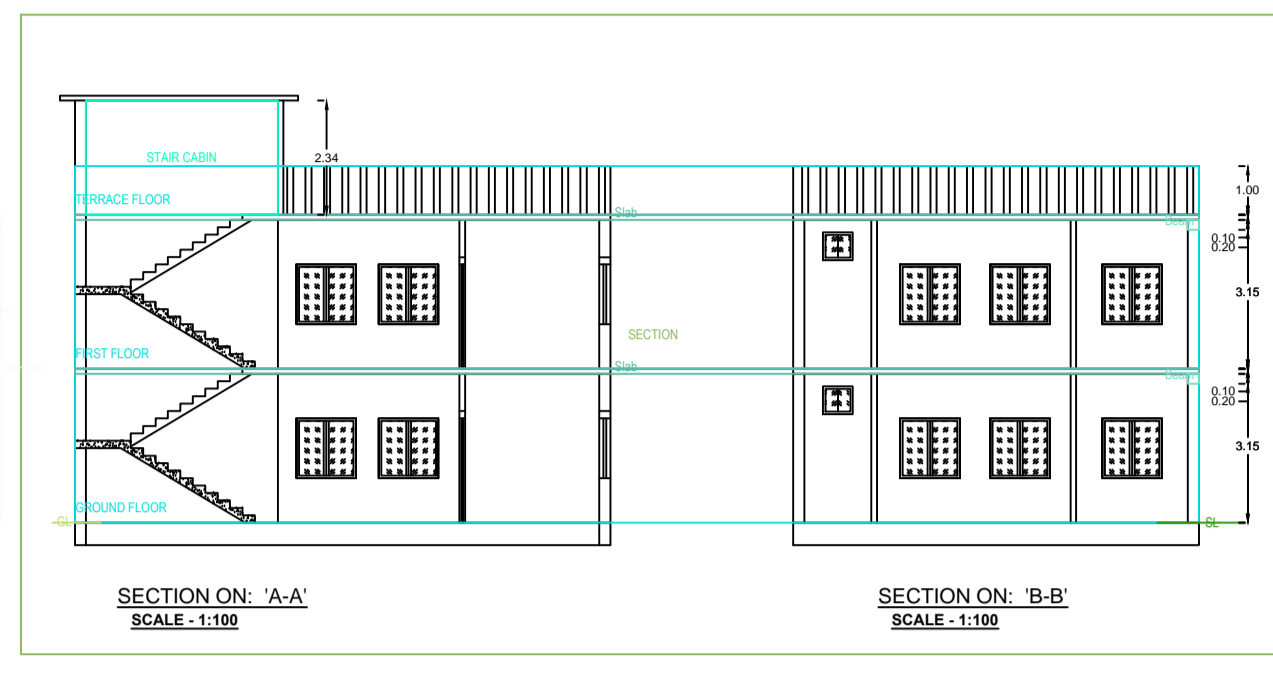 STAIR CABIN
2.34
TERRACE FLOOR
1.00
Slab
Beam
0.10
0.20
3.15
SECTION
FIRST FLOOR
Slab
Beam
0.10
0.20
3.15
GROUND FLOOR
GL
SL
SECTION ON: 'A-A'
SCALE - 1:100
SECTION ON: 'B-B'
SCALE - 1:100